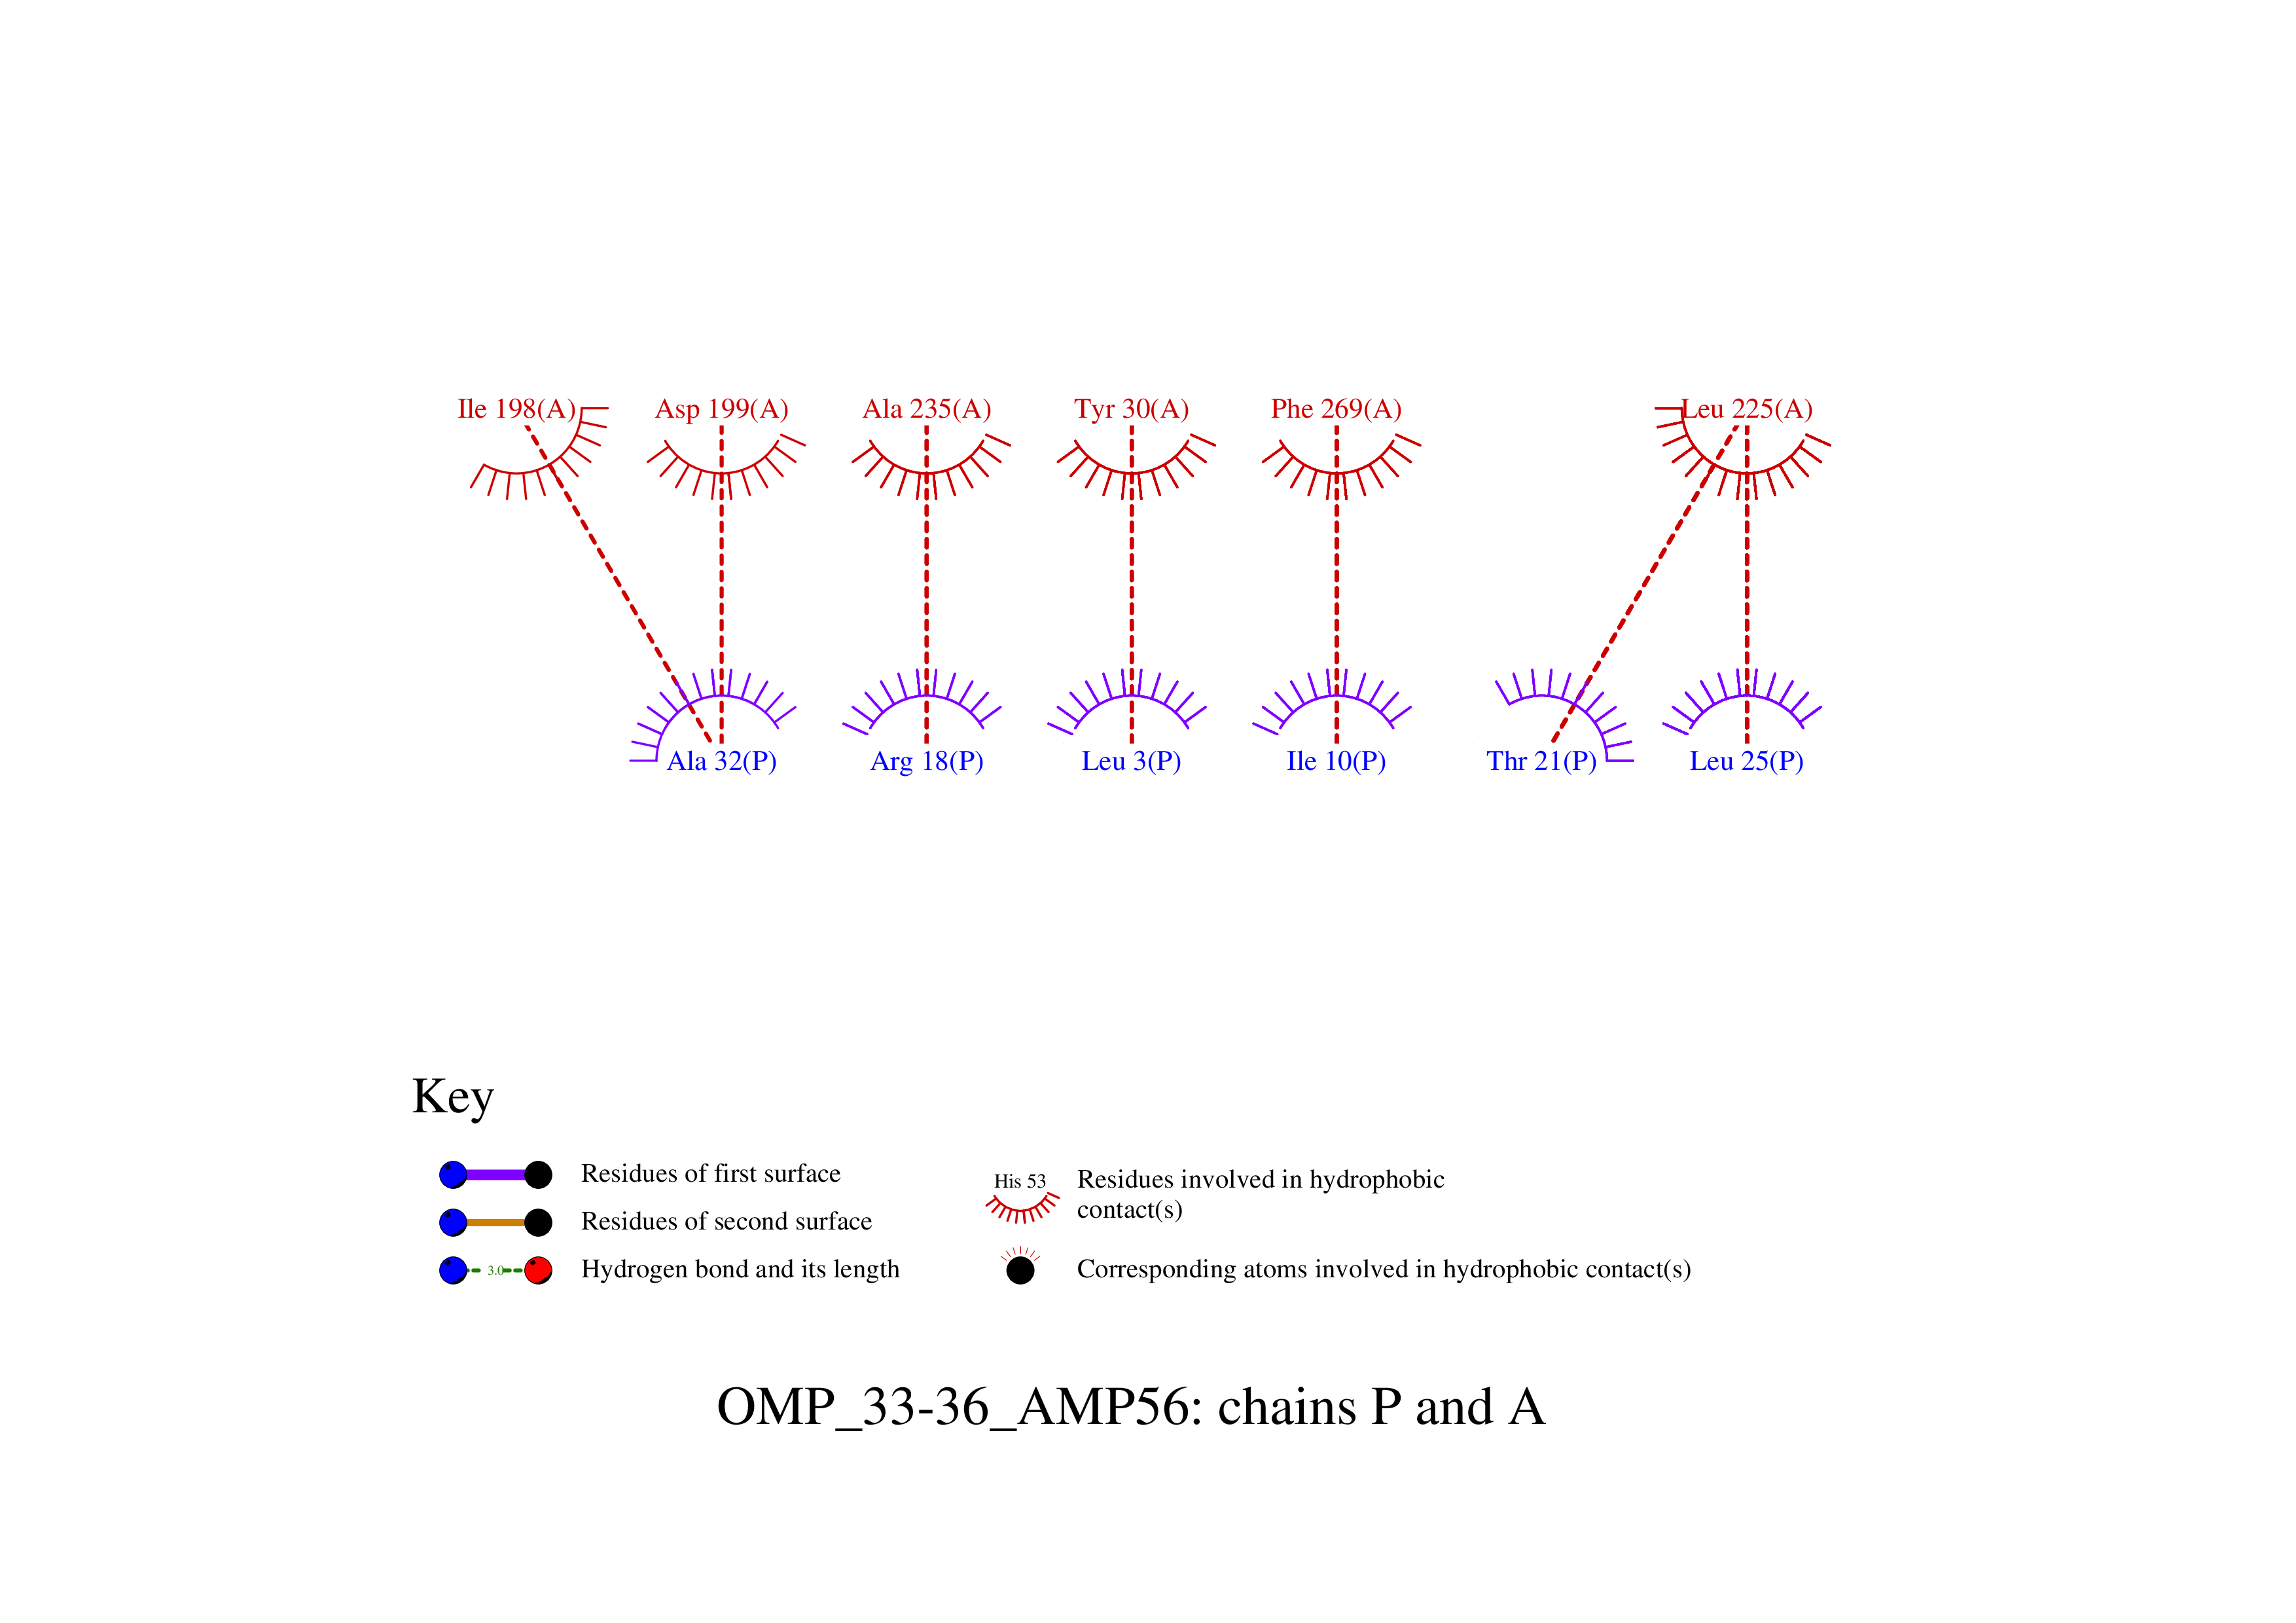 Ile 198(A) Asp 199(A) Ala 235(A) Tyr 30(A) Phe 269(A) Leu 225(A)
Ala 32(P) Arg 18(P) Leu 3(P) Ile 10(P) Thr 21(P) Leu 25(P)
Key
Residues of first surface
Residues of second surface
3.0 Hydrogen bond and its length
His 53 Residues involved in hydrophobic
contact(s)
Corresponding atoms involved in hydrophobic contact(s)
OMP_33-36_AMP56: chains P and A